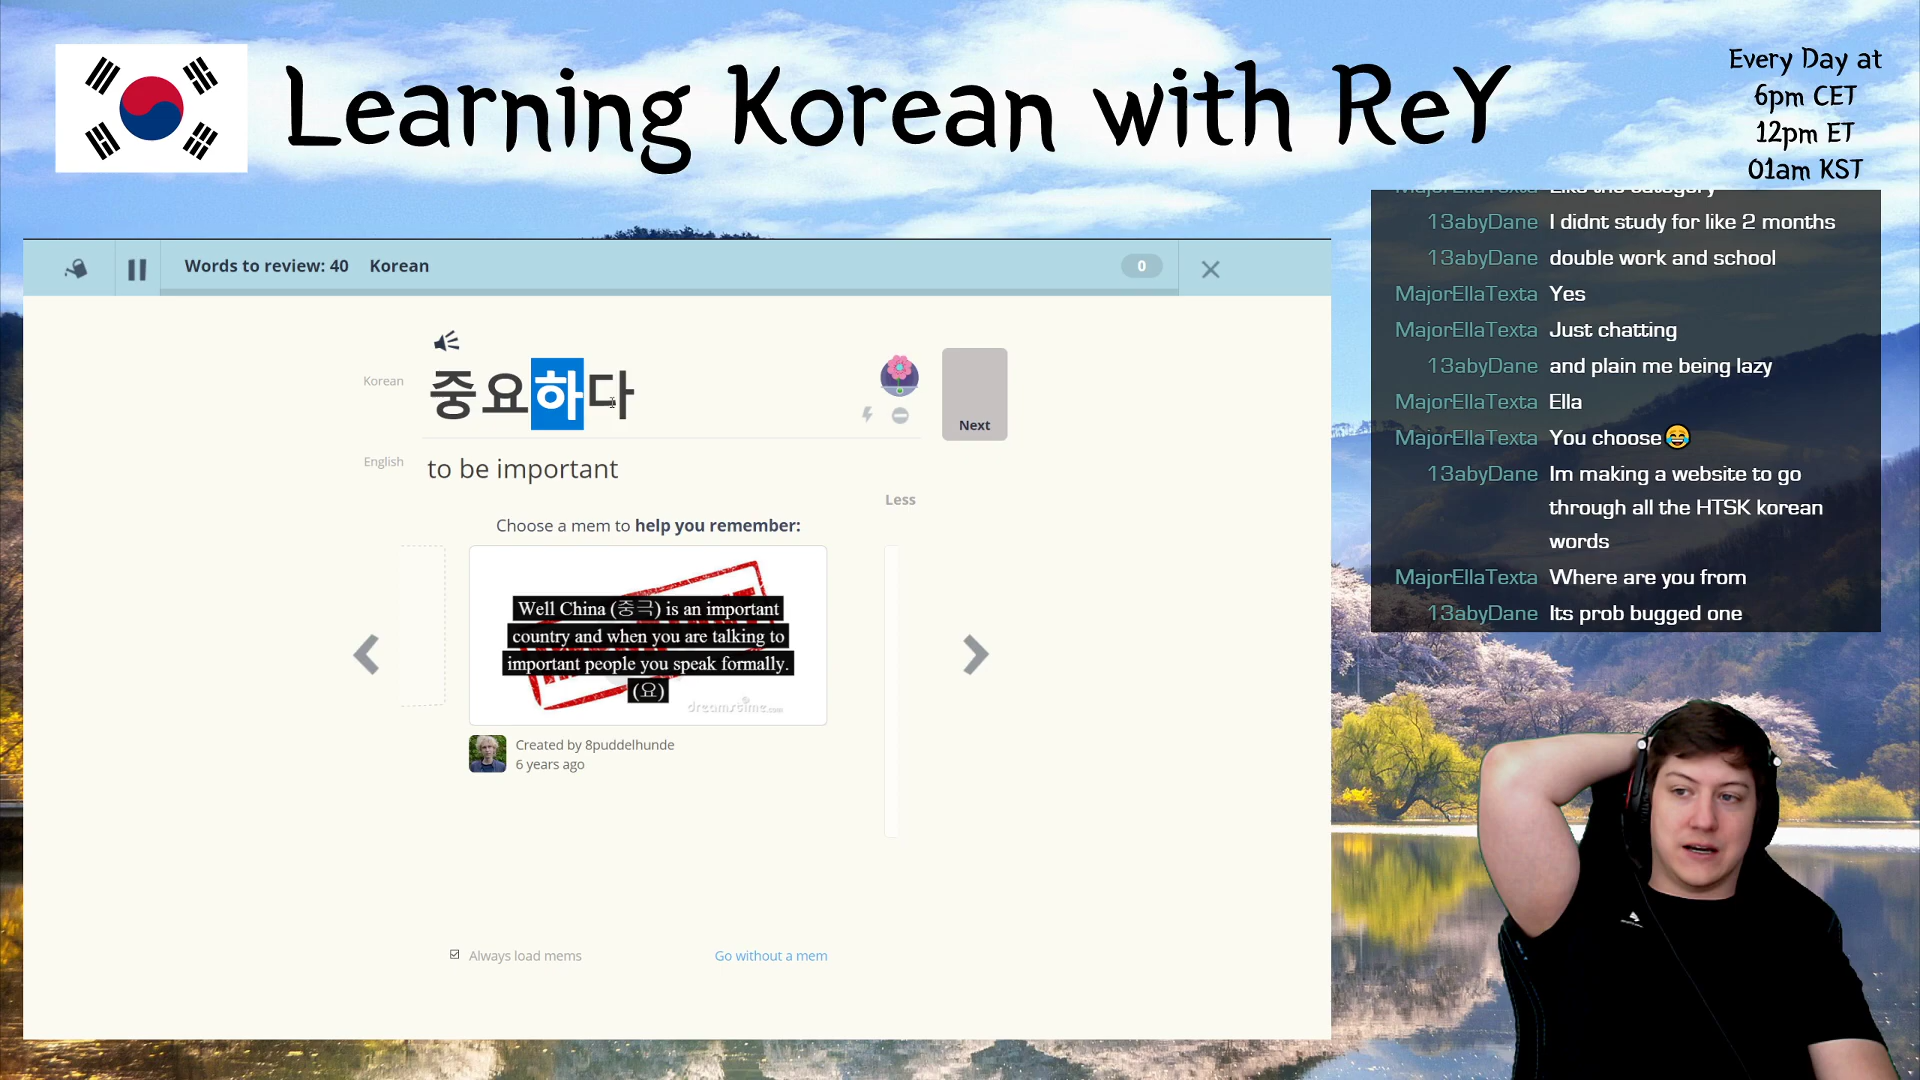 Learning Korean with ReY
Every Day at
6pm CET
12pm ET
01am KST
MajorEllaTexta Like the category
13abyDane I didnt study for like 2 months
13abyDane double work and school
MajorEllaTexta Yes
MajorEllaTexta Just chatting
13abyDane and plain me being lazy
MajorEllaTexta Ella
MajorEllaTexta You choose😂
13abyDane Im making a website to go
through all the HTSK korean
words
MajorEllaTexta Where are you from
13abyDane Its prob bugged one
Words to review: 40 Korean
0
Korean
중요하다
Next
English
to be important
Less
Choose a mem to help you remember:
Well China (중극) is an important
country and when you are talking to
important people you speak formally.
(요)
dreamstime.com
Created by 8puddelhunde
6 years ago
Always load mems
Go without a mem